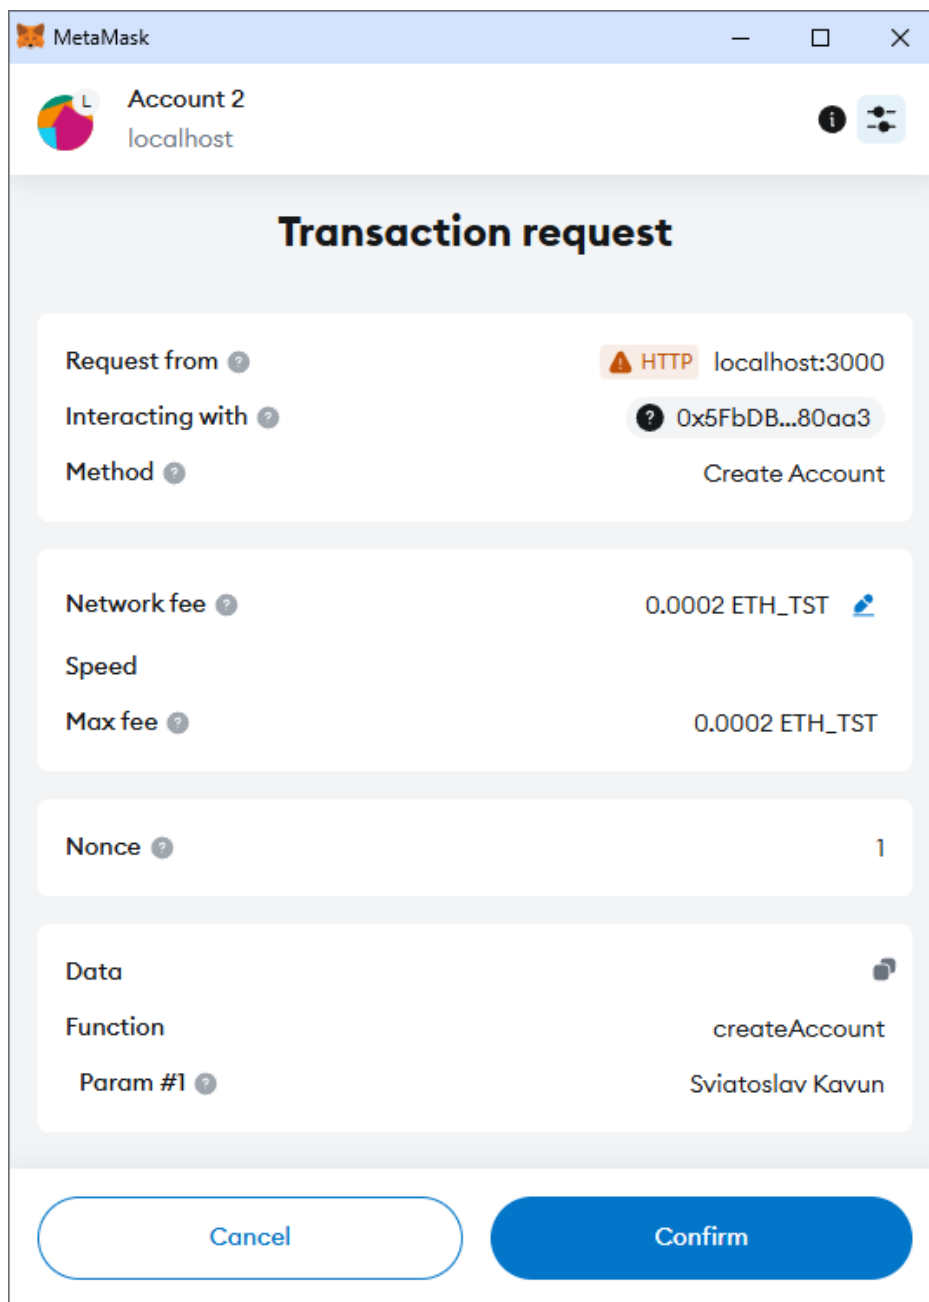 MetaMask
L
Account 2
localhost
Transaction request
Request from ? HTTP localhost:3000
Interacting with ? ? 0x5FbDB...80aa3
Method ? Create Account
Network fee ? 0.0002 ETH_TST
Speed
Max fee ? 0.0002 ETH_TST
Nonce ? 1
Data
Function createAccount
Param #1 ? Sviatoslav Kavun
Cancel Confirm